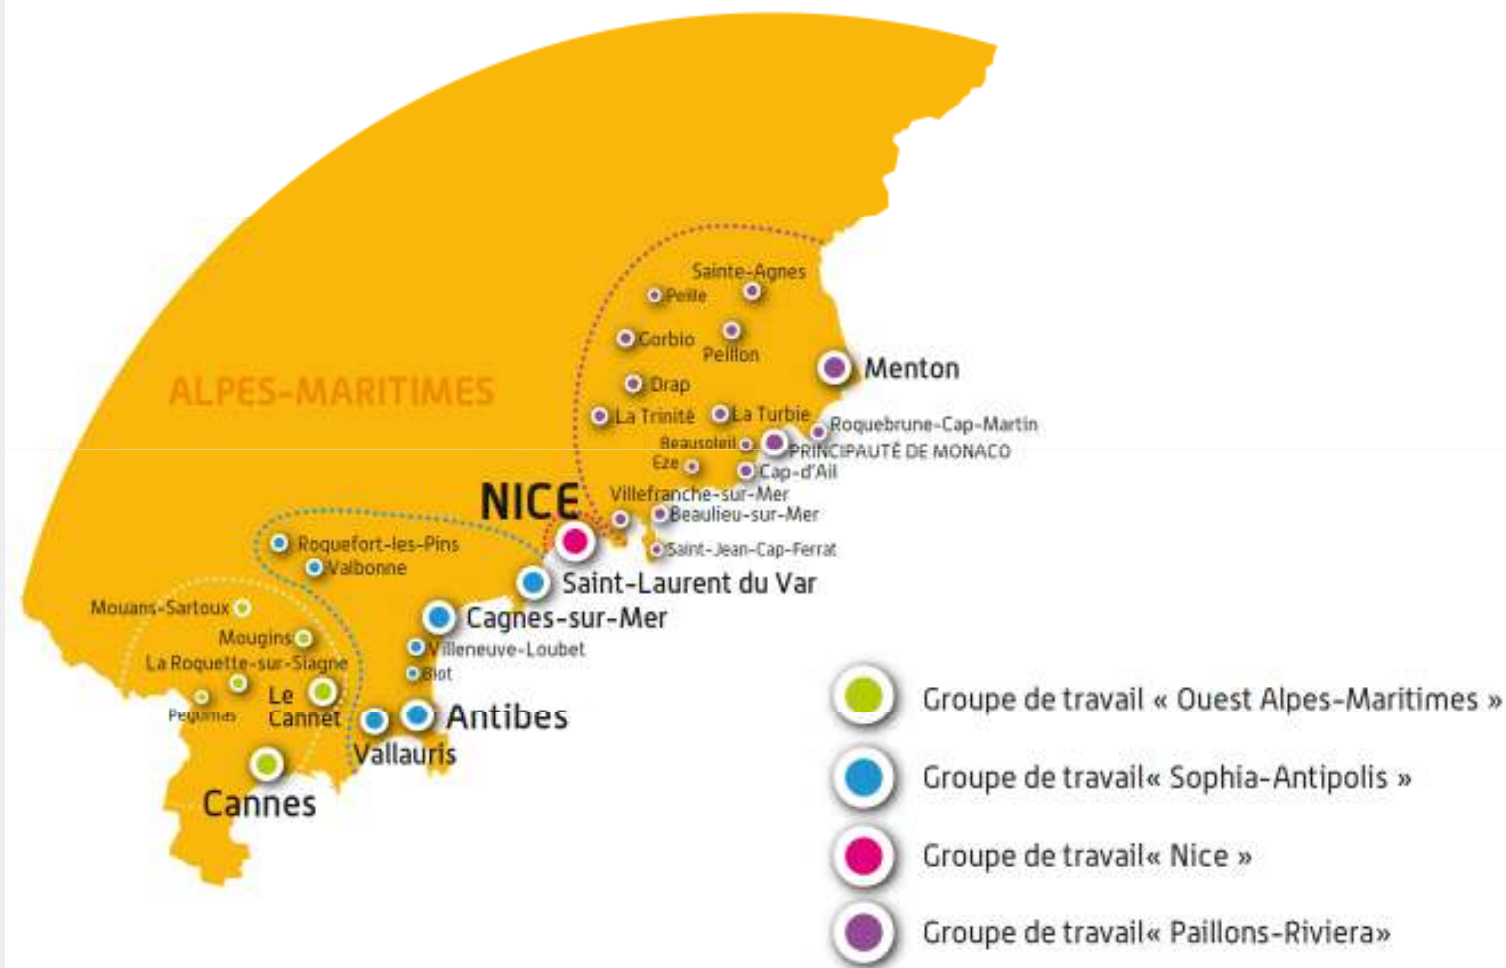 Sainte-Agnes
Peille
Gorbio
Peillon
ALPES-MARITIMES
Menton
Drap
La Trinité
La Turbie
Roquebrune-Cap-Martin
Beausoleil
PRINCIPAUTÉ DE MONACO
Eze
Cap-d'Ail
NICE
Villefranche-sur-Mer
Beaulieu-sur-Mer
Roquefort-les-Pins
Saint-Jean-Cap-Ferrat
Valbonne
Saint-Laurent du Var
Mouans-Sartoux
Cagnes-sur-Mer
Mougins
Villeneuve-Loubet
La Roquette-sur-Siagne
Biot
Le
Cannet
Pegomas
Antibes
Vallauris
Cannes
Groupe de travail « Ouest Alpes-Maritimes »
Groupe de travail« Sophia-Antipolis »
Groupe de travail« Nice »
Groupe de travail« Paillons-Riviera»